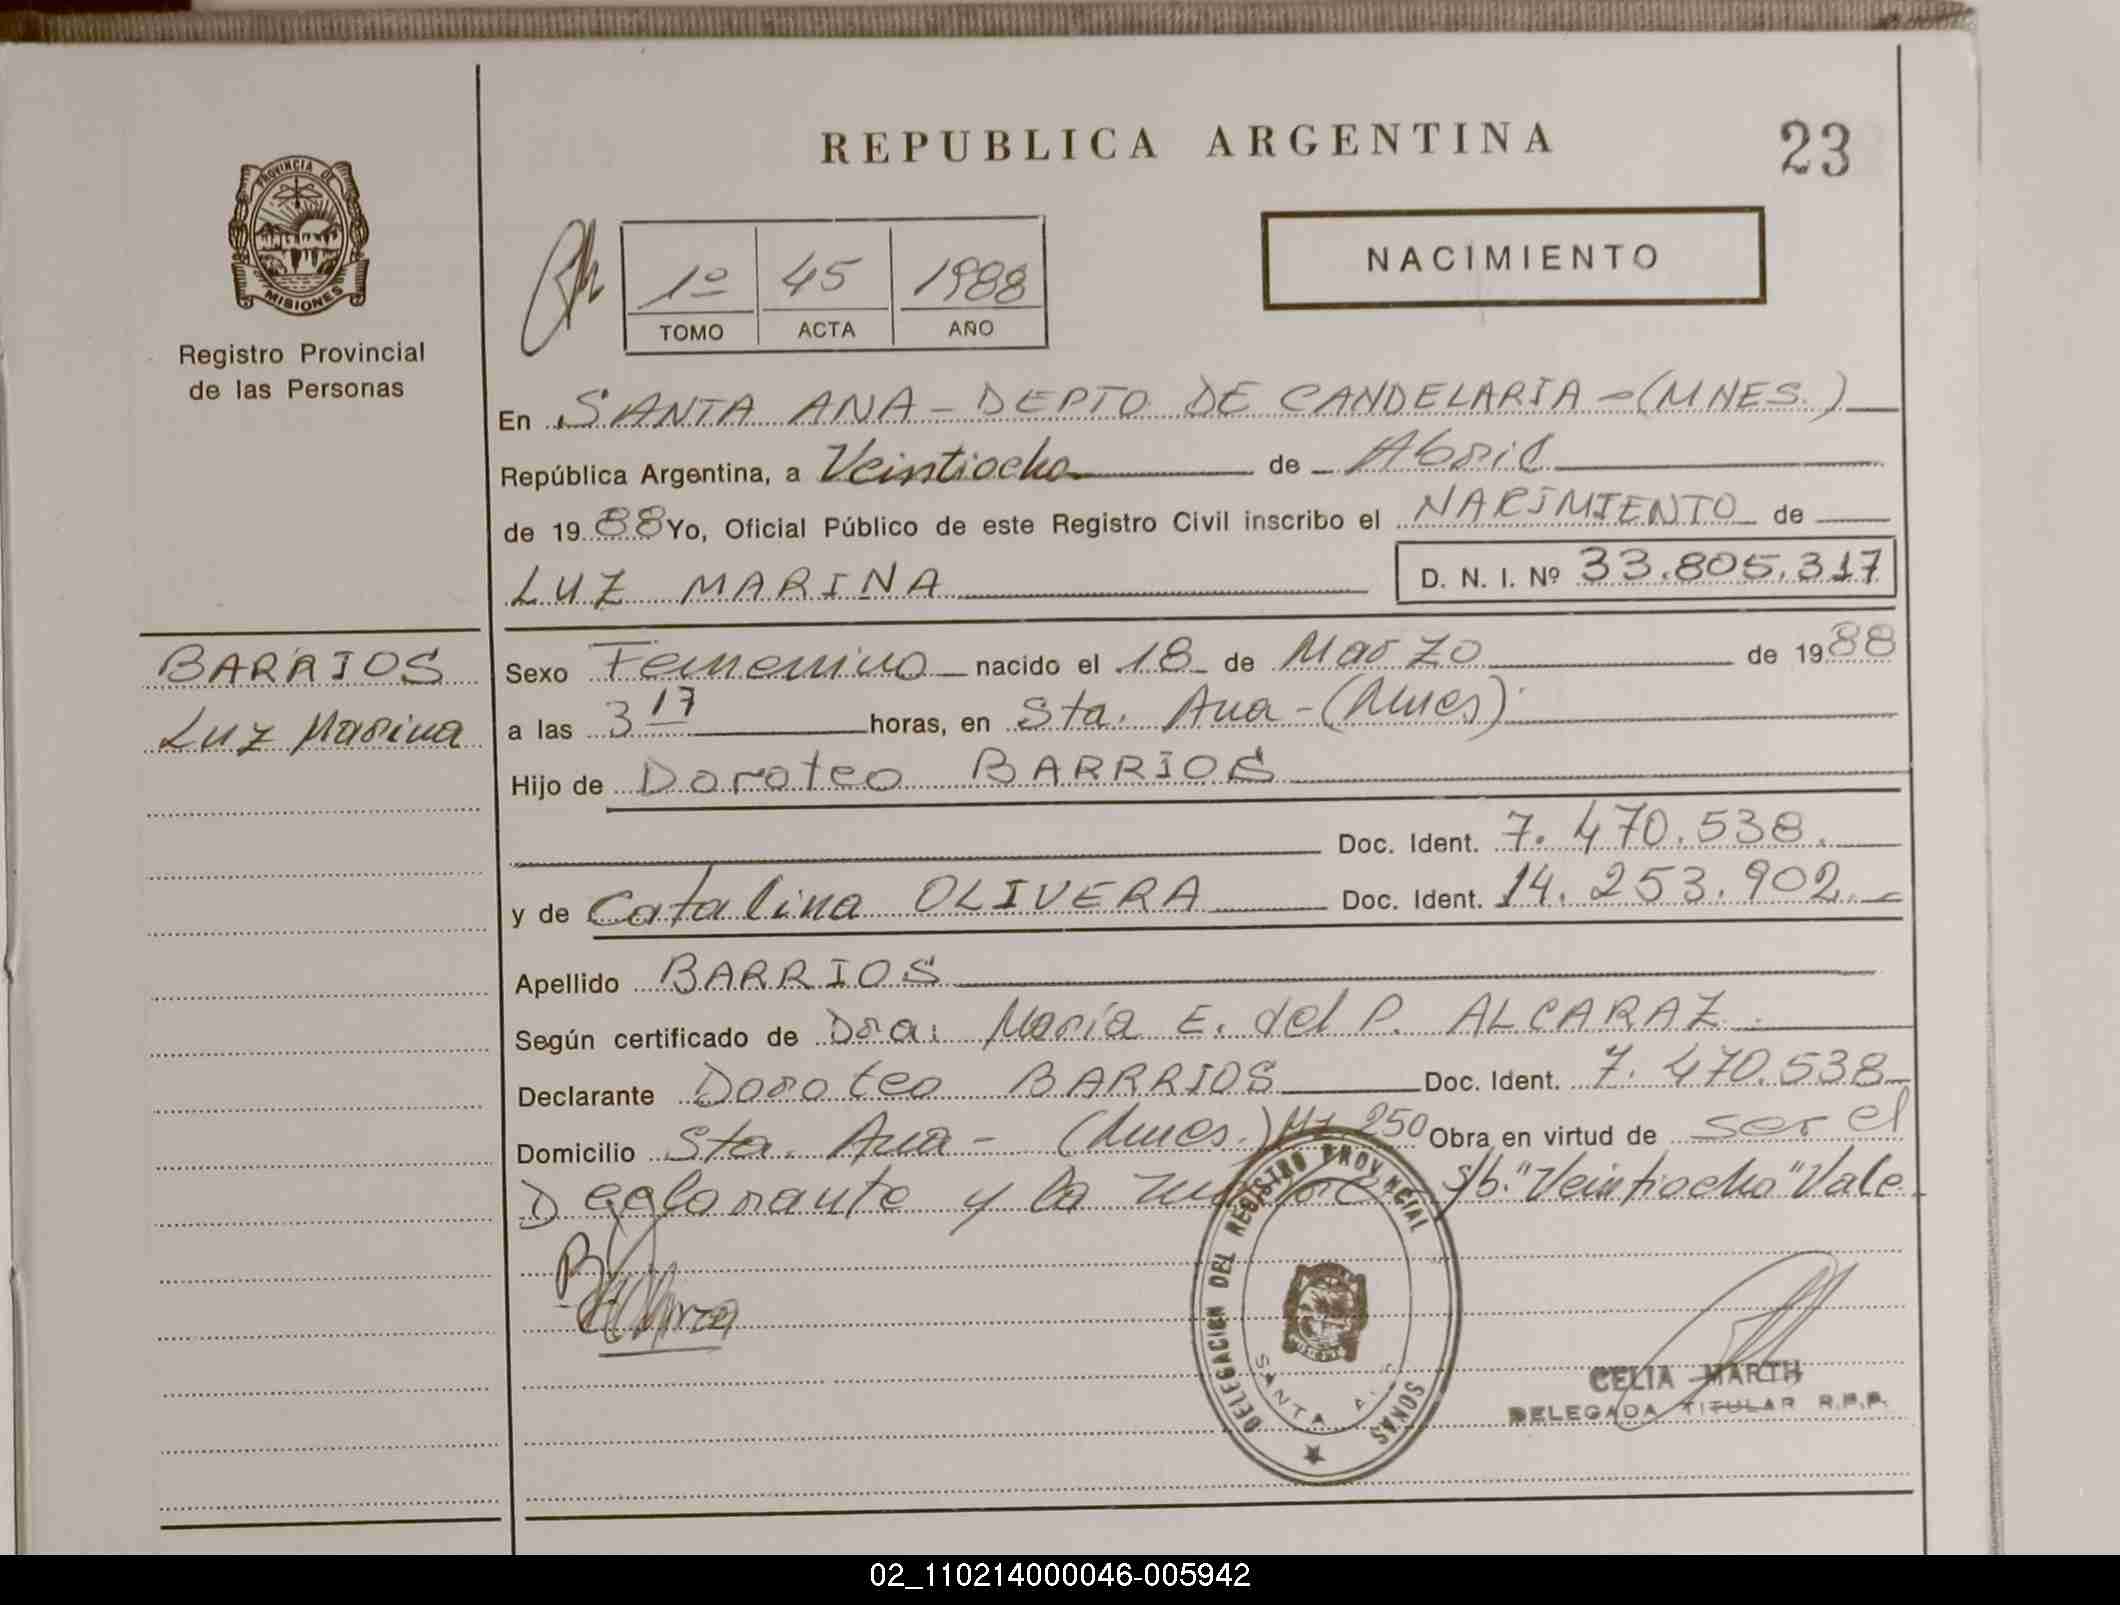 REPUBLICA ARGENTINA
23
PROVINCIA DE
MISIONES
Registro Provincial
de las Personas
1º 45 1988
TOMO ACTA AÑO
NACIMIENTO
En SANTA ANA - DEPTO DE CANDELARIA - (MNES.)
República Argentina, a Veintiocho de Abril
de 1988 Yo, Oficial Público de este Registro Civil inscribo el NACIMIENTO de
LUZ MARINA D. N. I. Nº 33.805.317
BARRIOS
Luz Marina
Sexo Femenino nacido el 18 de Marzo de 1988
a las 3 17 horas, en Sta. Ana - (Mnes)
Hijo de Doroteo BARRIOS
Doc. Ident. 7.470.538.
y de Catalina OLIVERA Doc. Ident. 14.253.902.
Apellido BARRIOS
Según certificado de Dra. María E. del P. ALCARAZ
Declarante Doroteo BARRIOS Doc. Ident. 7.470.538
Domicilio Sta. Ana - (Mnes.) Mz. 250 Obra en virtud de ser el
Declarante y la s/b. "Veintiocho" Vale
DELEGACION DEL REGISTRO PROVINCIAL
SANTA
CELIA MARTH
DELEGADA TITULAR R.P.P.
02_110214000046-005942